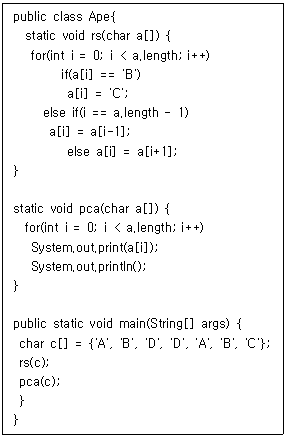 public class Ape{
static void rs(char a[]) {
for(int i = 0; i < a.length; i++)
if(a[i] == 'B')
a[i] = 'C';
else if(i == a.length - 1)
a[i] = a[i-1];
else a[i] = a[i+1];
}
static void pca(char a[]) {
for(int i = 0; i < a.length; i++)
System.out.print(a[i]);
System.out.println();
}
public static void main(String[] args) {
char c[] = {'A', 'B', 'D', 'D', 'A', 'B', 'C'};
rs(c);
pca(c);
}
}